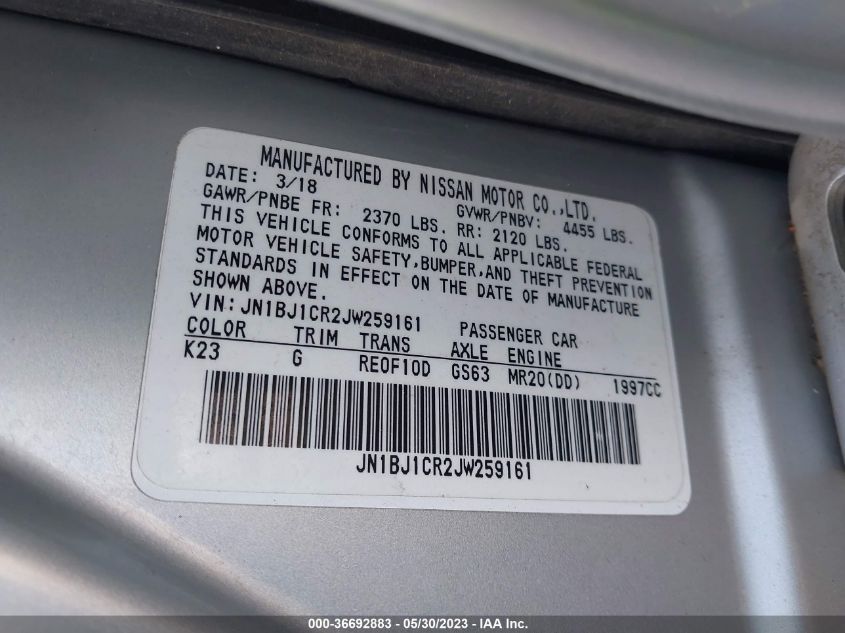 MANUFACTURED BY NISSAN MOTOR CO.,LTD.
DATE: 3/18 GVWR/PNBV: 4455 LBS.
GAWR/PNBE FR: 2370 LBS. RR: 2120 LBS.
THIS VEHICLE CONFORMS TO ALL APPLICABLE FEDERAL
MOTOR VEHICLE SAFETY,BUMPER,AND THEFT PREVENTION
STANDARDS IN EFFECT ON THE DATE OF MANUFACTURE
SHOWN ABOVE.
VIN:JN1BJ1CR2JW259161 PASSENGER CAR
COLOR TRIM TRANS AXLE ENGINE
K23 G RE0F10D GS63 MR20(DD) 1997CC
JN1BJ1CR2JW259161
000-36692883 / 05/30/2023 - IAA Inc.